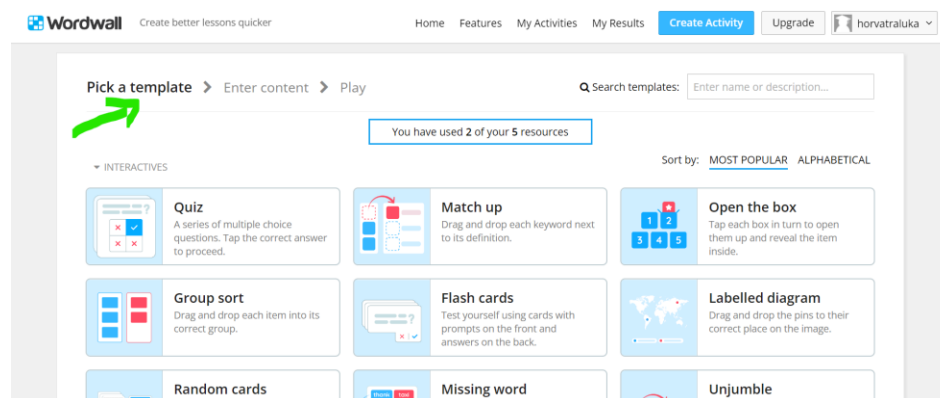 Wordwall Create better lessons quicker Home Features My Activities My Results Create Activity Upgrade horvatraluka
Pick a template > Enter content > Play Search templates: Enter name or description...
You have used 2 of your 5 resources
INTERACTIVES Sort by: MOST POPULAR ALPHABETICAL
Quiz
A series of multiple choice
questions. Tap the correct answer
to proceed.
Match up
Drag and drop each keyword next
to its definition.
Open the box
Tap each box in turn to open
them up and reveal the item
inside.
1 2
3 4 5
Group sort
Drag and drop each item into its
correct group.
Flash cards
Test yourself using cards with
prompts on the front and
answers on the back.
Labelled diagram
Drag and drop the pins to their
correct place on the image.
Random cards
Missing word
Unjumble